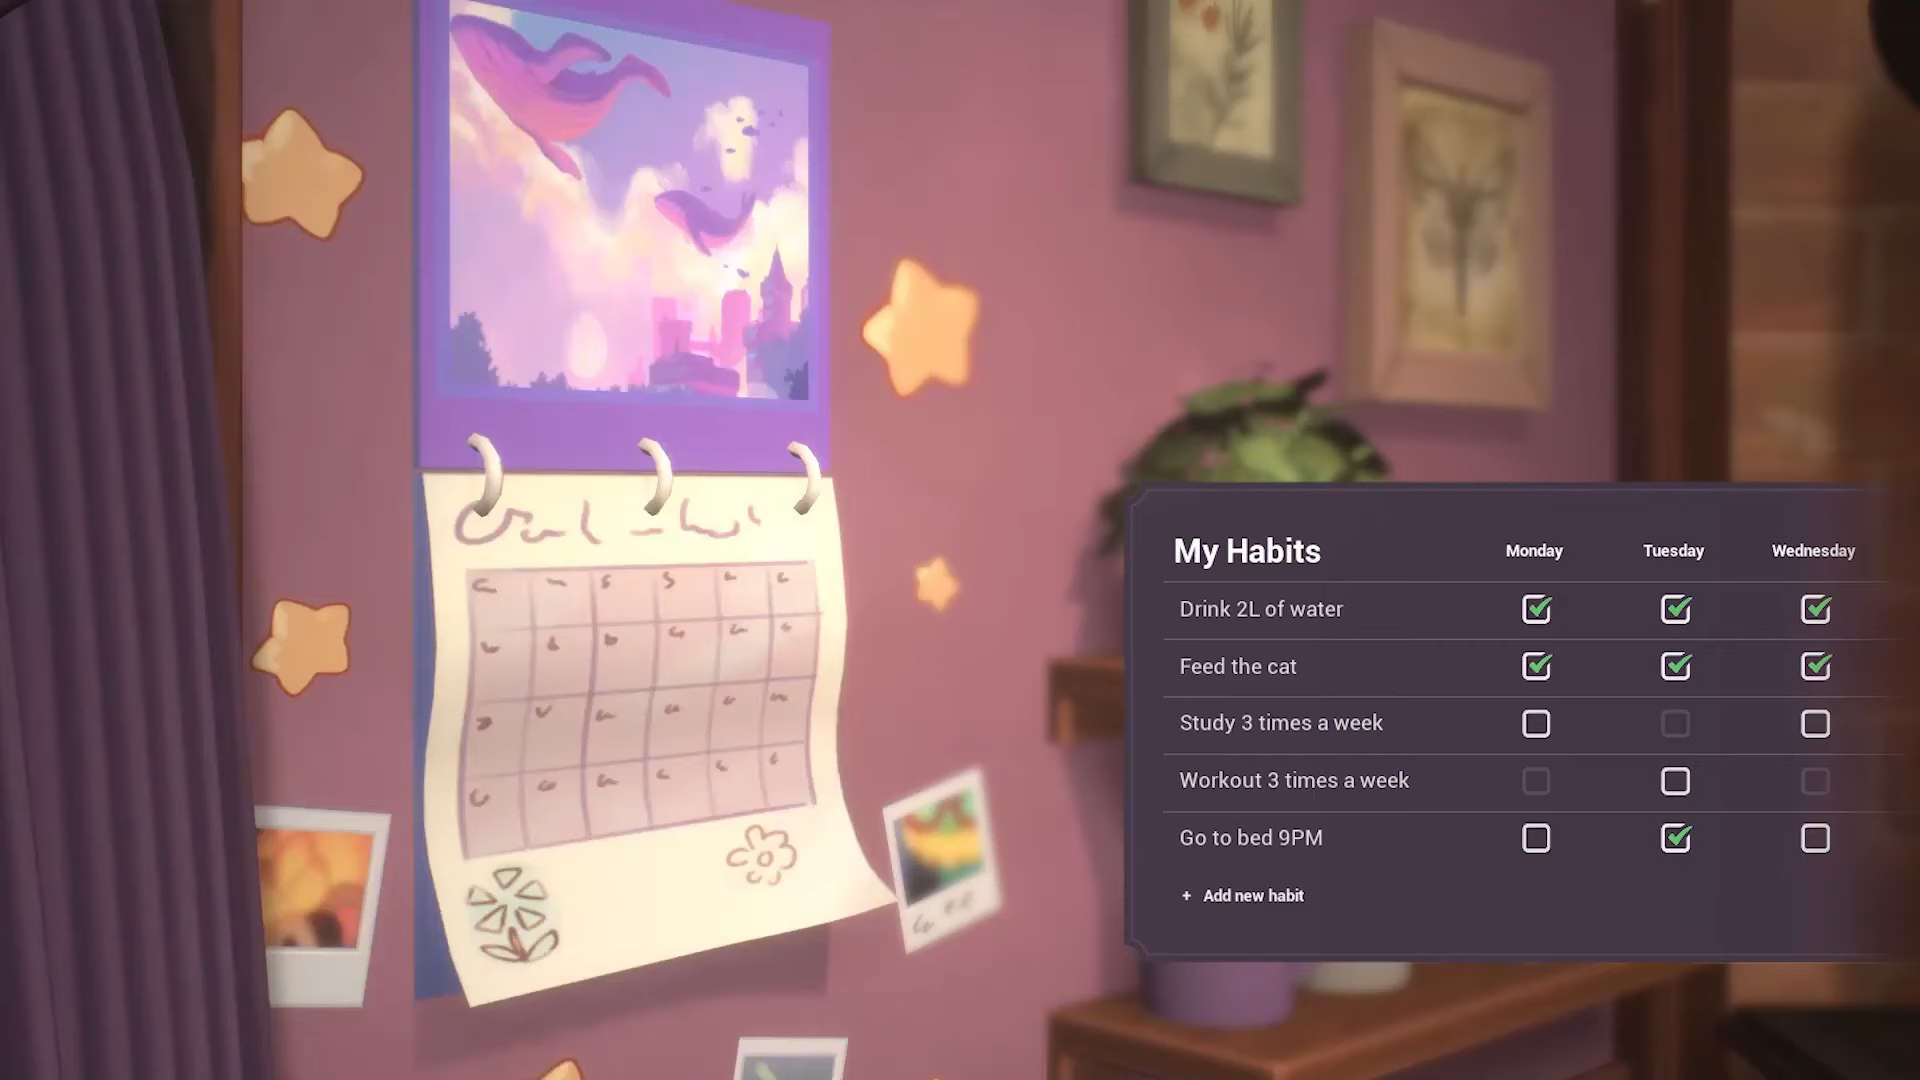 My Habits Monday Tuesday Wednesday
Drink 2L of water
Feed the cat
Study 3 times a week
Workout 3 times a week
Go to bed 9PM
+ Add new habit